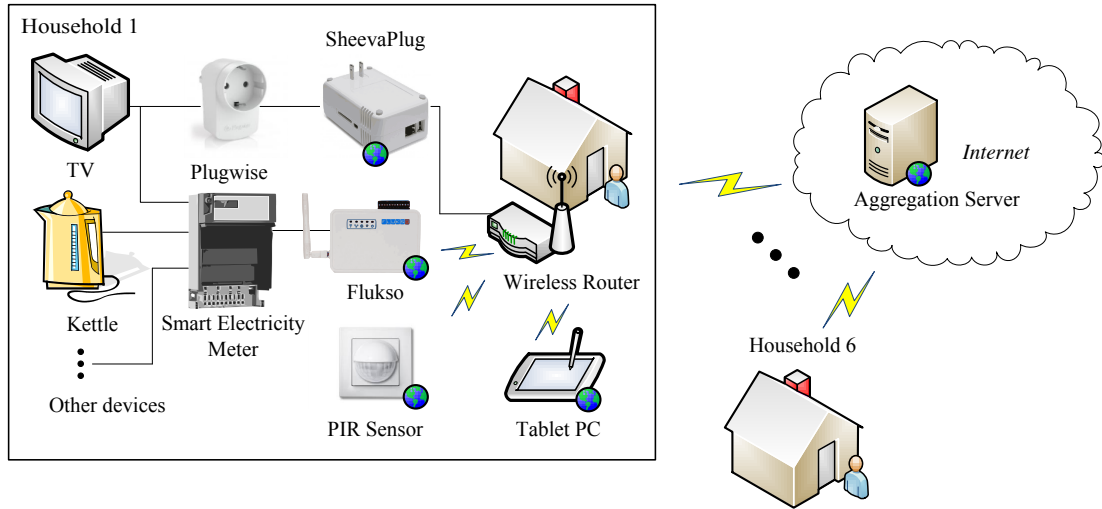 Household 1
SheevaPlug
TV
Plugwise
Internet
Aggregation Server
Flukso
Wireless Router
Kettle
Smart Electricity
Meter
Household 6
Other devices
PIR Sensor
Tablet PC